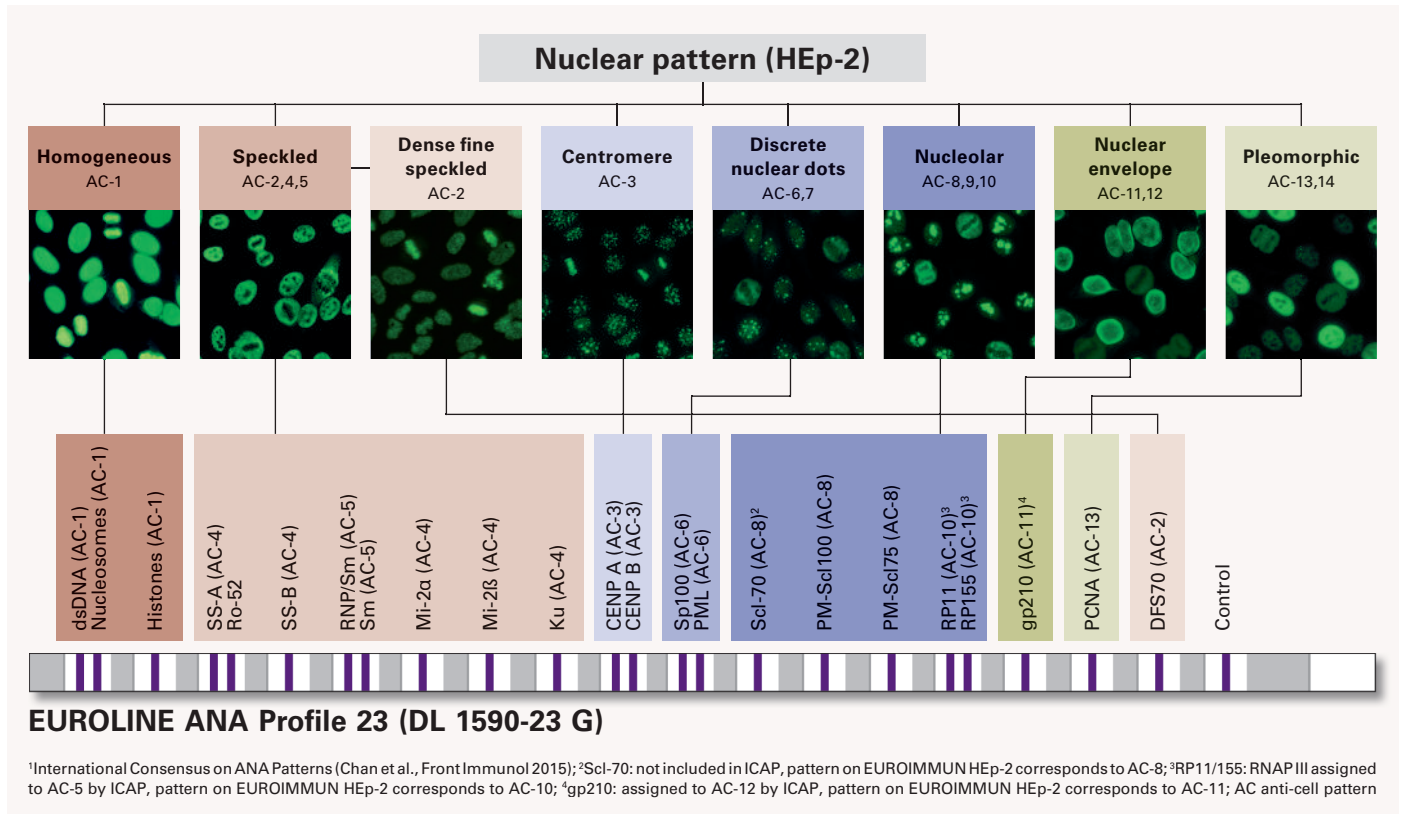 Nuclear pattern (HEp-2)
Homogeneous
AC-1
Speckled
AC-2,4,5
Dense fine
speckled
AC-2
Centromere
AC-3
Discrete
nuclear dots
AC-6,7
Nucleolar
AC-8,9,10
Nuclear
envelope
AC-11,12
Pleomorphic
AC-13,14
dsDNA (AC-1)
Nucleosomes (AC-1)
Histones (AC-1)
SS-A (AC-4)
Ro-52
SS-B (AC-4)
RNP/Sm (AC-5)
Sm (AC-5)
Mi-2α (AC-4)
Mi-2ß (AC-4)
Ku (AC-4)
CENP A (AC-3)
CENP B (AC-3)
Sp100 (AC-6)
PML (AC-6)
Scl-70 (AC-8)²
PM-Scl100 (AC-8)
PM-Scl75 (AC-8)
RP11 (AC-10)³
RP155 (AC-10)³
gp210 (AC-11)⁴
PCNA (AC-13)
DFS70 (AC-2)
Control
EUROLINE ANA Profile 23 (DL 1590-23 G)
¹International Consensus on ANA Patterns (Chan et al., Front Immunol 2015); ²Scl-70: not included in ICAP, pattern on EUROIMMUN HEp-2 corresponds to AC-8; ³RP11/155: RNAP III assigned
to AC-5 by ICAP, pattern on EUROIMMUN HEp-2 corresponds to AC-10; ⁴gp210: assigned to AC-12 by ICAP, pattern on EUROIMMUN HEp-2 corresponds to AC-11; AC anti-cell pattern